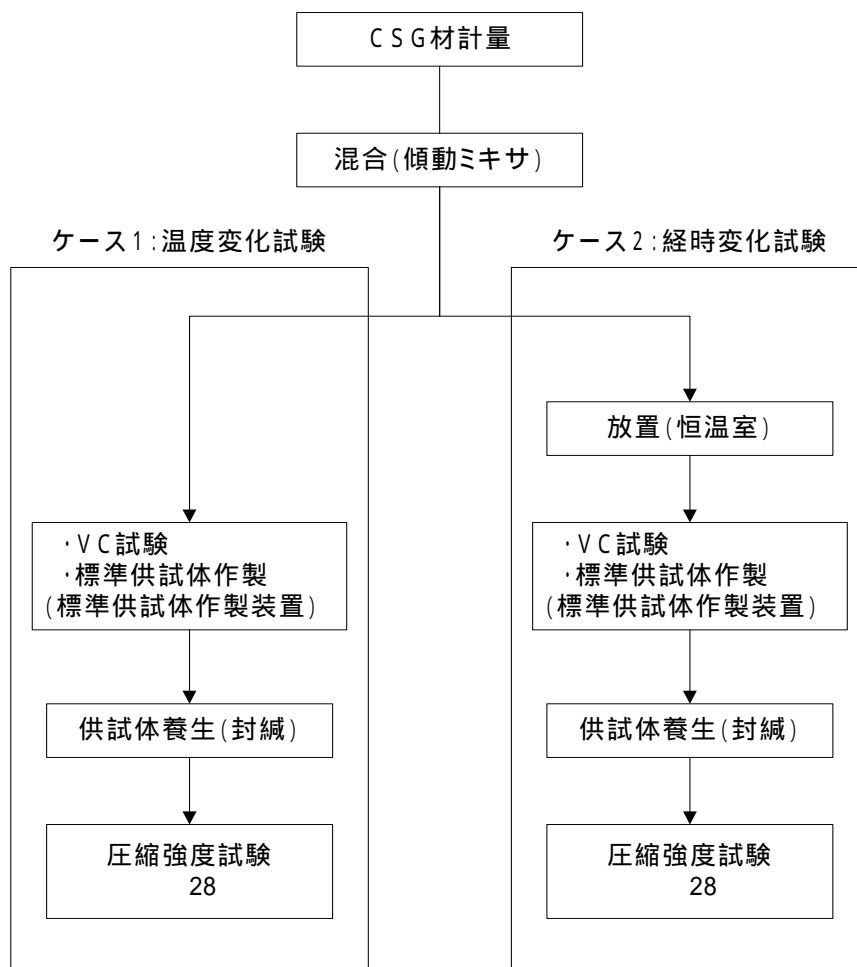 CSG材計量
混合(傾動ミキサ)
ケース1:温度変化試験
ケース2:経時変化試験
放置(恒温室)
・VC試験
・標準供試体作製
(標準供試体作製装置)
・VC試験
・標準供試体作製
(標準供試体作製装置)
供試体養生(封緘)
供試体養生(封緘)
圧縮強度試験
28
圧縮強度試験
28